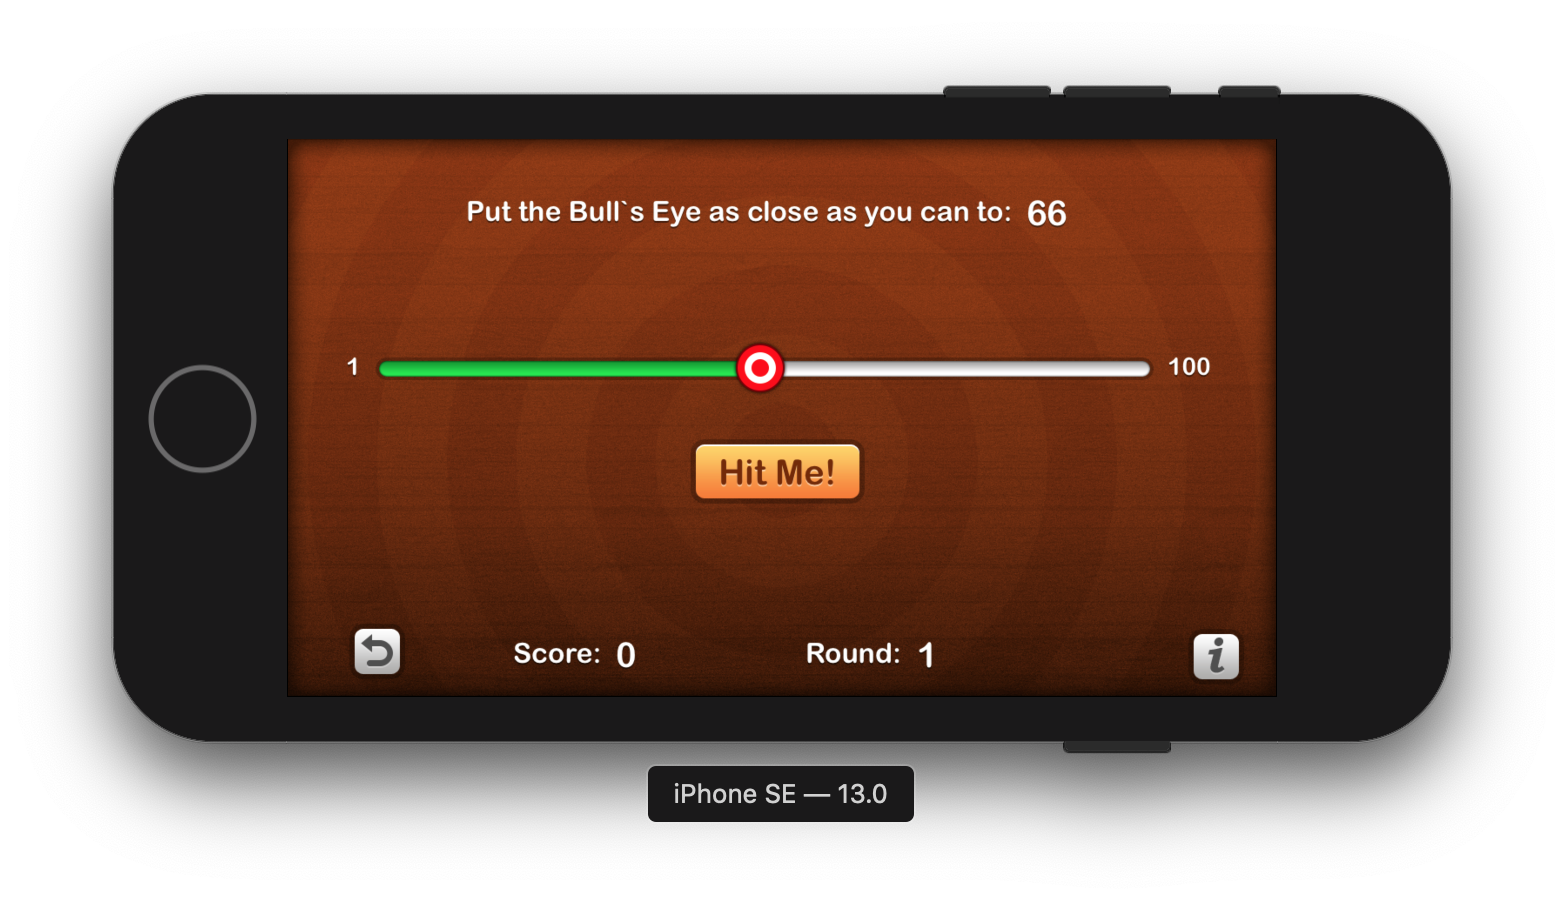 Put the Bull`s Eye as close as you can to: 66
1 100
Hit Me!
Score: 0 Round: 1 i
iPhone SE — 13.0